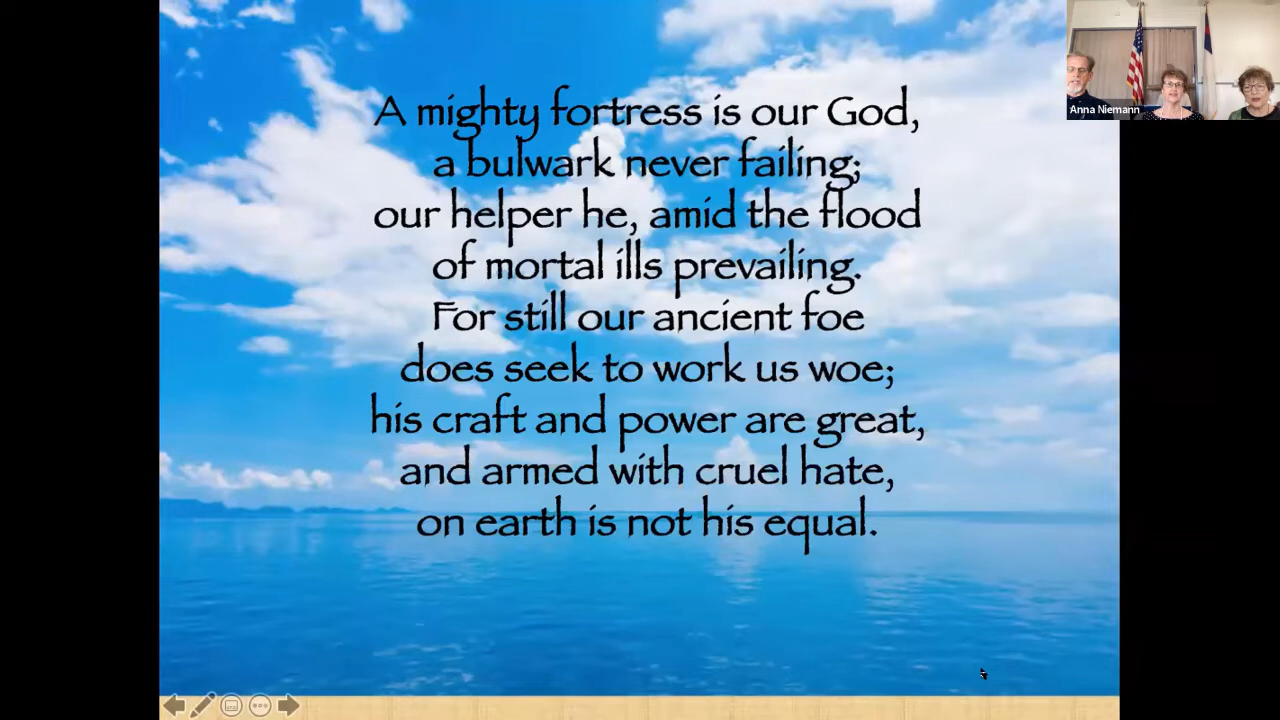 A mighty fortress is our God,
a bulwark never failing;
our helper he, amid the flood
of mortal ills prevailing.
For still our ancient foe
does seek to work us woe;
his craft and power are great,
and armed with cruel hate,
on earth is not his equal.
Anna Niemann